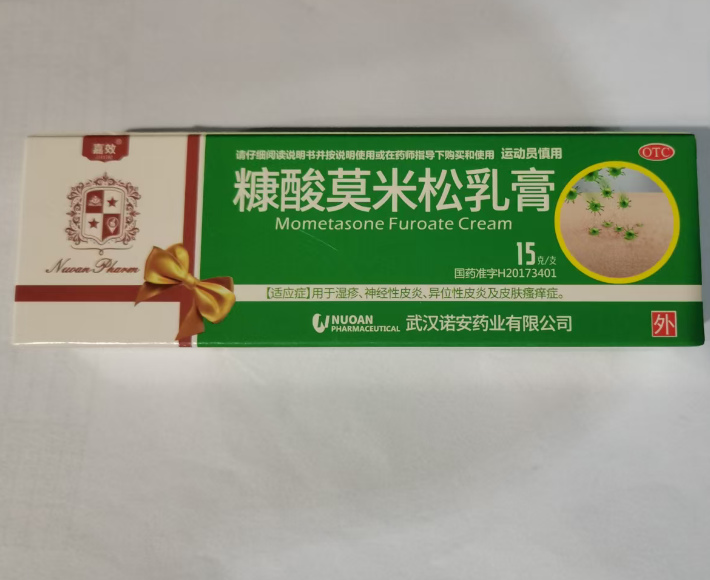 嘉效®
Nuoan Pharm
请仔细阅读说明书并按说明使用或在药师指导下购买和使用 运动员慎用
OTC
糠酸莫米松乳膏
Mometasone Furoate Cream
15克/支
国药准字H20173401
【适应症】用于湿疹、神经性皮炎、异位性皮炎及皮肤瘙痒症。
NUOAN
PHARMACEUTICAL
武汉诺安药业有限公司
外